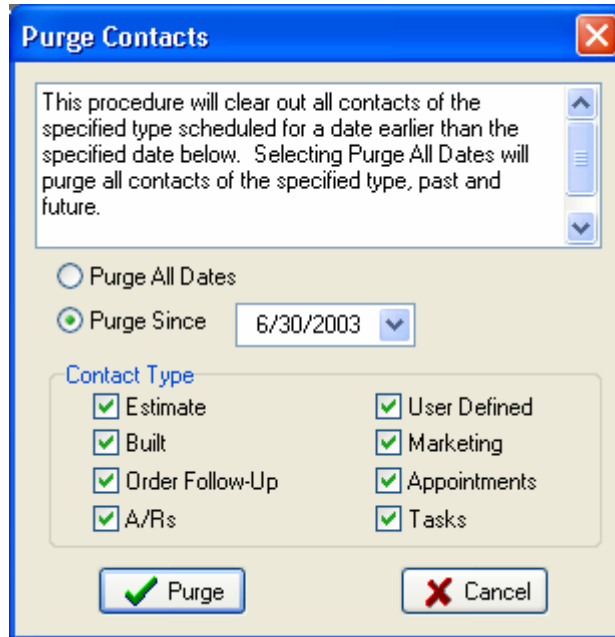 Purge Contacts
This procedure will clear out all contacts of the
specified type scheduled for a date earlier than the
specified date below.  Selecting Purge All Dates will
purge all contacts of the specified type, past and
future.
Purge All Dates
Purge Since 6/30/2003
Contact Type
Estimate User Defined
Built Marketing
Order Follow-Up Appointments
A/Rs Tasks
Purge Cancel